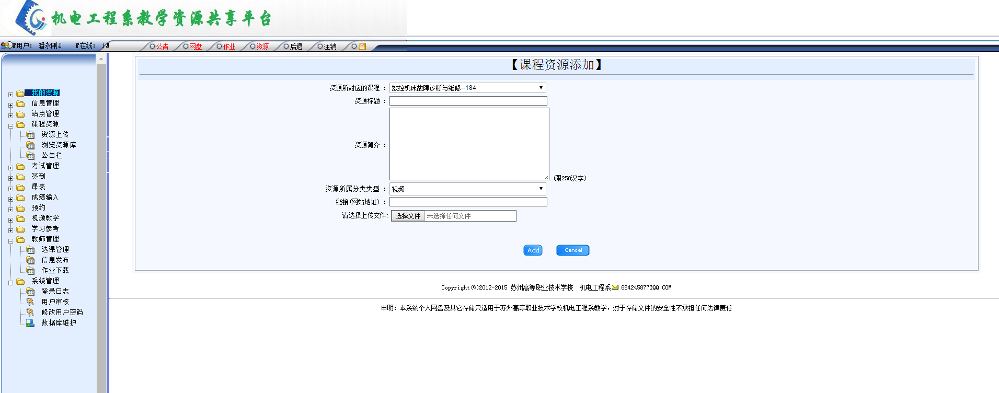 机电工程系教学资源共享平台
『用户： 潘永刚』 『在线： 1』 公告 网盘 作业 资源 后退 注销
我的资源
信息管理
站点管理
课程资源
资源上传
浏览资源库
公告栏
考试管理
签到
课表
成绩输入
预约
视频教学
学习参考
教师管理
选课管理
信息发布
作业下载
系统管理
登录日志
用户审核
修改用户密码
数据库维护
【课程资源添加】
资源所对应的课程 ： 数控机床故障诊断与维修--184
资源标题 ：
资源简介 ：
(限250汉字)
资源所属分类类型 ： 视频
链接(网站地址) ：
请选择上传文件: 选择文件 未选择任何文件
Add Cancel
Copyright(©)2012-2015 苏州高等职业技术学校 机电工程系 664245877@QQ.COM
申明：本系统个人网盘及其它存储只适用于苏州高等职业技术学校机电工程系教学，对于存储文件的安全性不承担任何法律责任